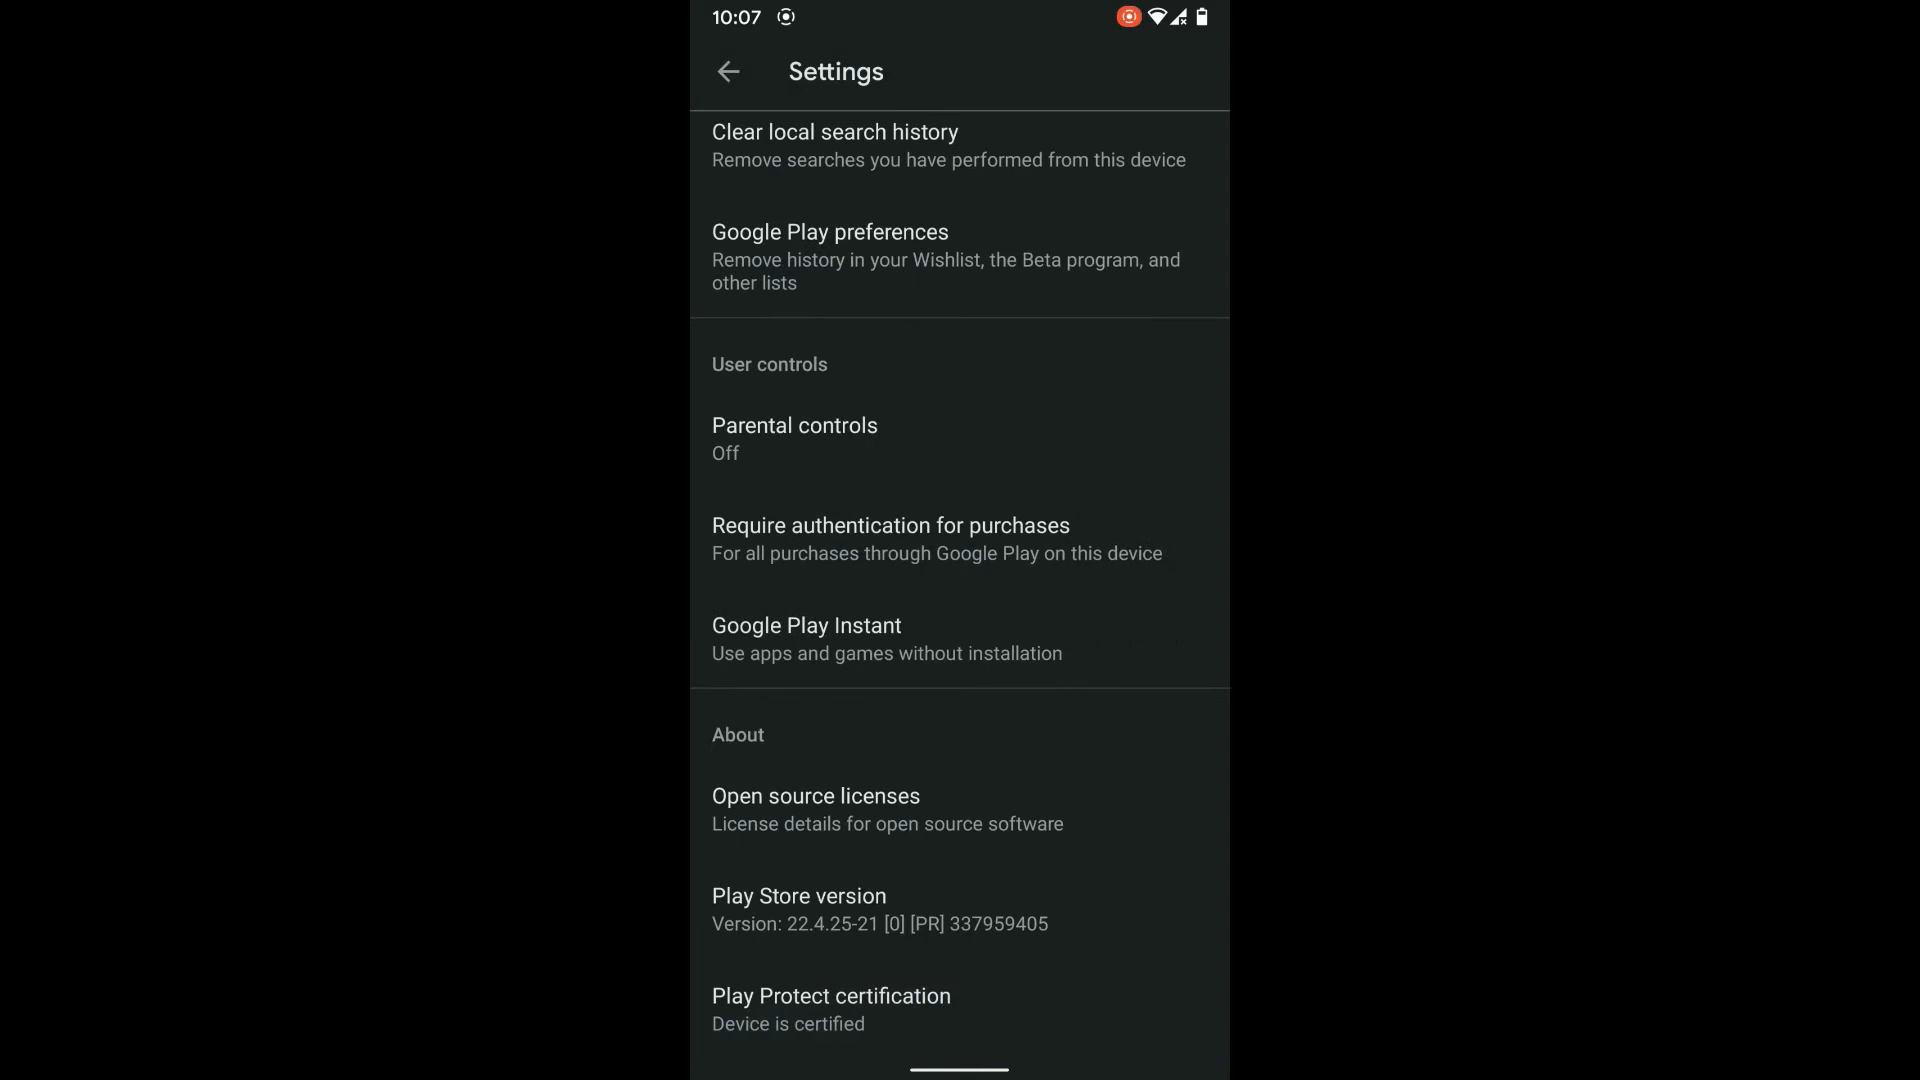 10:07
Settings
Clear local search history
Remove searches you have performed from this device
Google Play preferences
Remove history in your Wishlist, the Beta program, and
other lists
User controls
Parental controls
Off
Require authentication for purchases
For all purchases through Google Play on this device
Google Play Instant
Use apps and games without installation
About
Open source licenses
License details for open source software
Play Store version
Version: 22.4.25-21 [0] [PR] 337959405
Play Protect certification
Device is certified